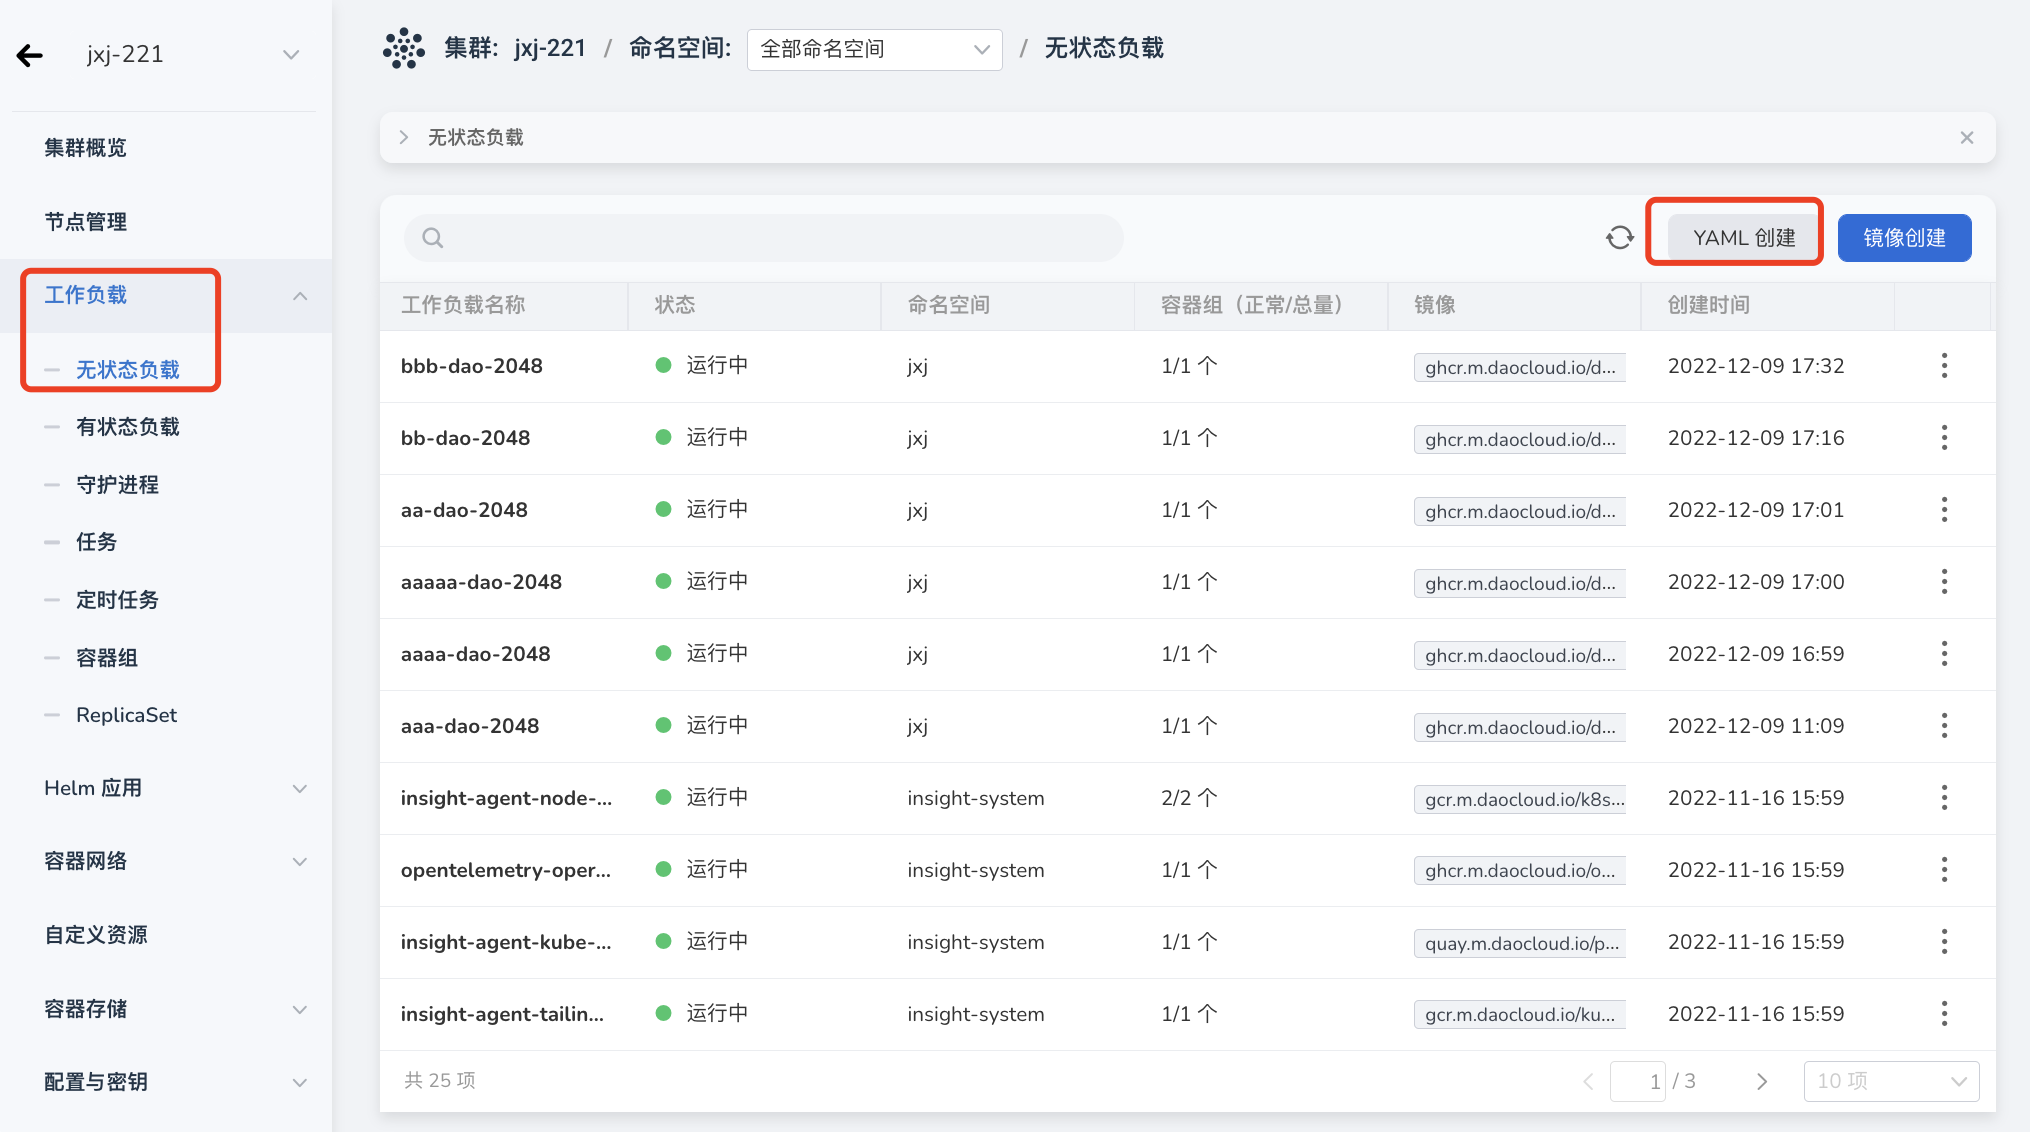 jxj-221
集群概览
节点管理
工作负载
无状态负载
有状态负载
守护进程
任务
定时任务
容器组
ReplicaSet
Helm 应用
容器网络
自定义资源
容器存储
配置与密钥
集群: jxj-221 / 命名空间: 全部命名空间 / 无状态负载
无状态负载
YAML 创建 镜像创建
工作负载名称 状态 命名空间 容器组（正常/总量） 镜像 创建时间
bbb-dao-2048 运行中 jxj 1/1 个 ghcr.m.daocloud.io/d... 2022-12-09 17:32
bb-dao-2048 运行中 jxj 1/1 个 ghcr.m.daocloud.io/d... 2022-12-09 17:16
aa-dao-2048 运行中 jxj 1/1 个 ghcr.m.daocloud.io/d... 2022-12-09 17:01
aaaaa-dao-2048 运行中 jxj 1/1 个 ghcr.m.daocloud.io/d... 2022-12-09 17:00
aaaa-dao-2048 运行中 jxj 1/1 个 ghcr.m.daocloud.io/d... 2022-12-09 16:59
aaa-dao-2048 运行中 jxj 1/1 个 ghcr.m.daocloud.io/d... 2022-12-09 11:09
insight-agent-node-... 运行中 insight-system 2/2 个 gcr.m.daocloud.io/k8s... 2022-11-16 15:59
opentelemetry-oper... 运行中 insight-system 1/1 个 ghcr.m.daocloud.io/o... 2022-11-16 15:59
insight-agent-kube-... 运行中 insight-system 1/1 个 quay.m.daocloud.io/p... 2022-11-16 15:59
insight-agent-tailin... 运行中 insight-system 1/1 个 gcr.m.daocloud.io/ku... 2022-11-16 15:59
共 25 项 1 / 3 10 项